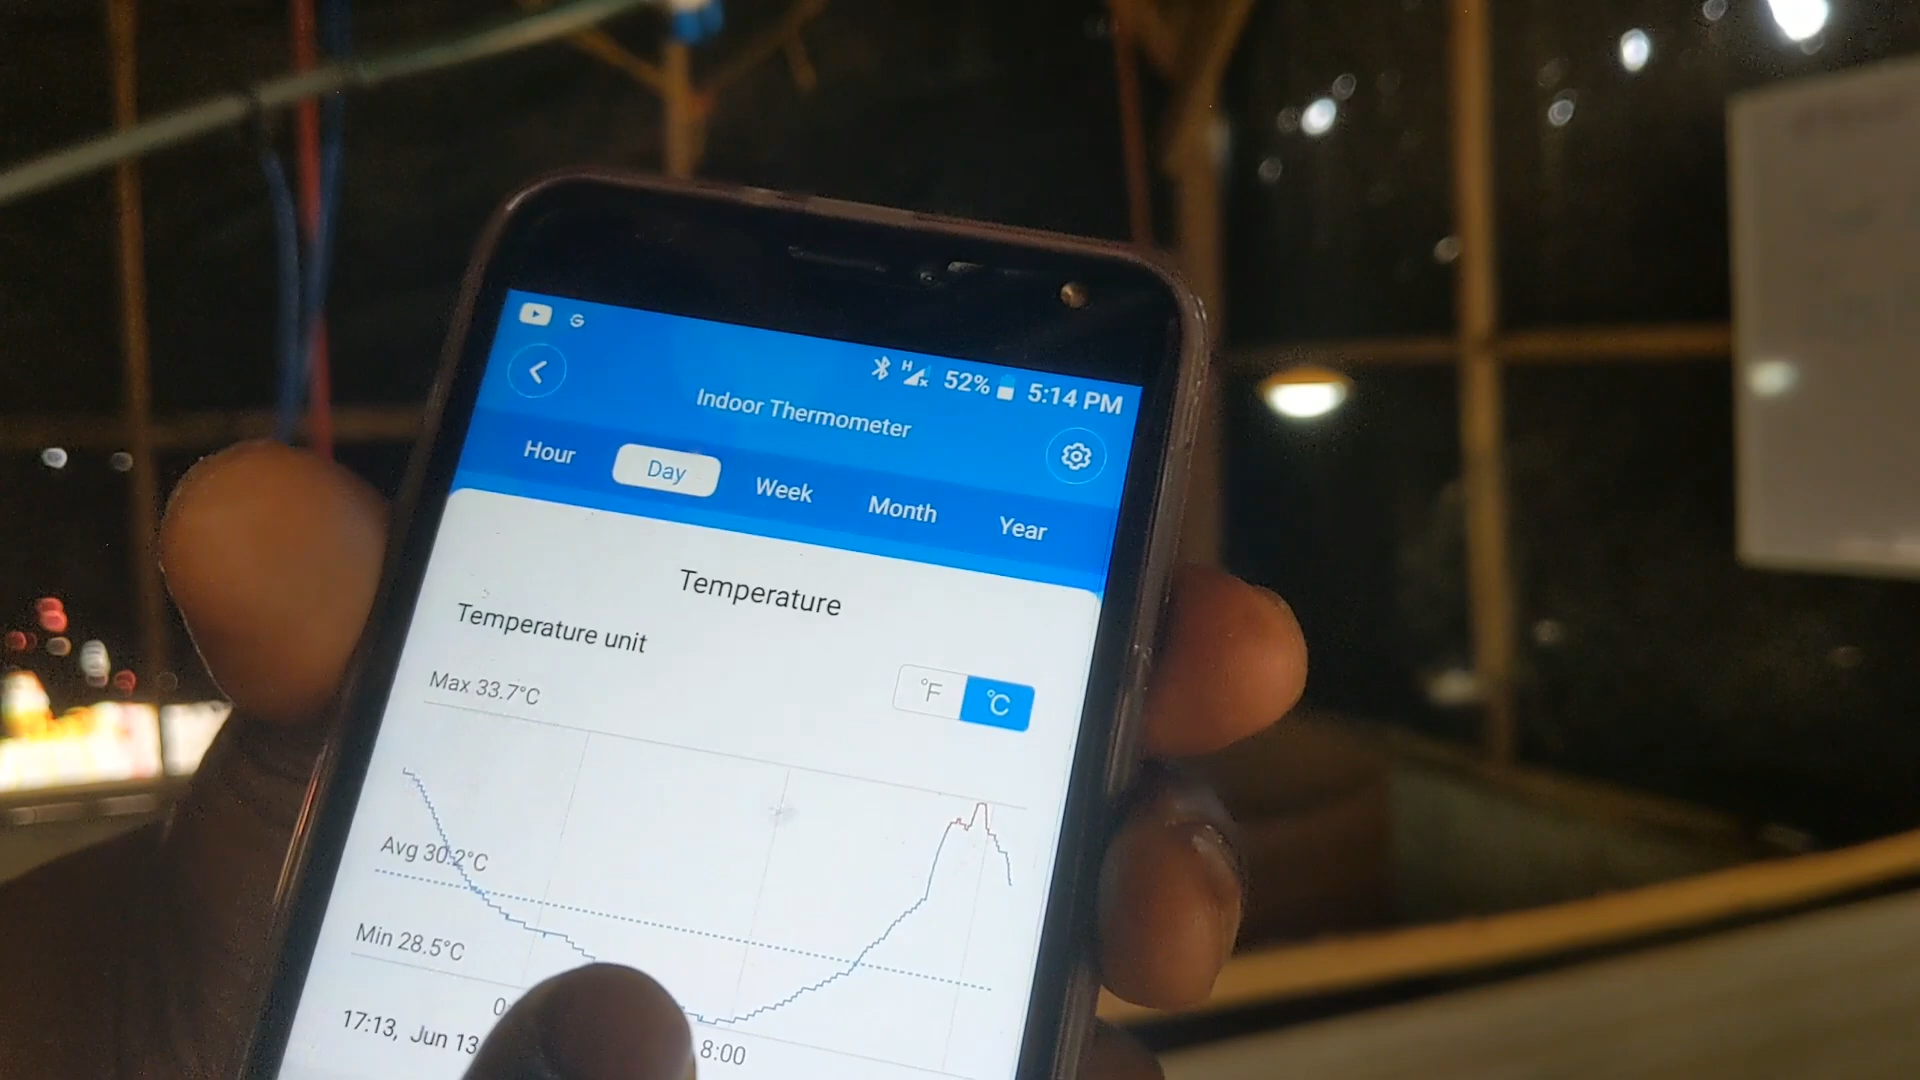 52% 5:14 PM
Indoor Thermometer
Hour Day Week Month Year
Temperature
Temperature unit
°F °C
Max 33.7°C
Avg 30.2°C
Min 28.5°C
8:00
17:13, Jun 13